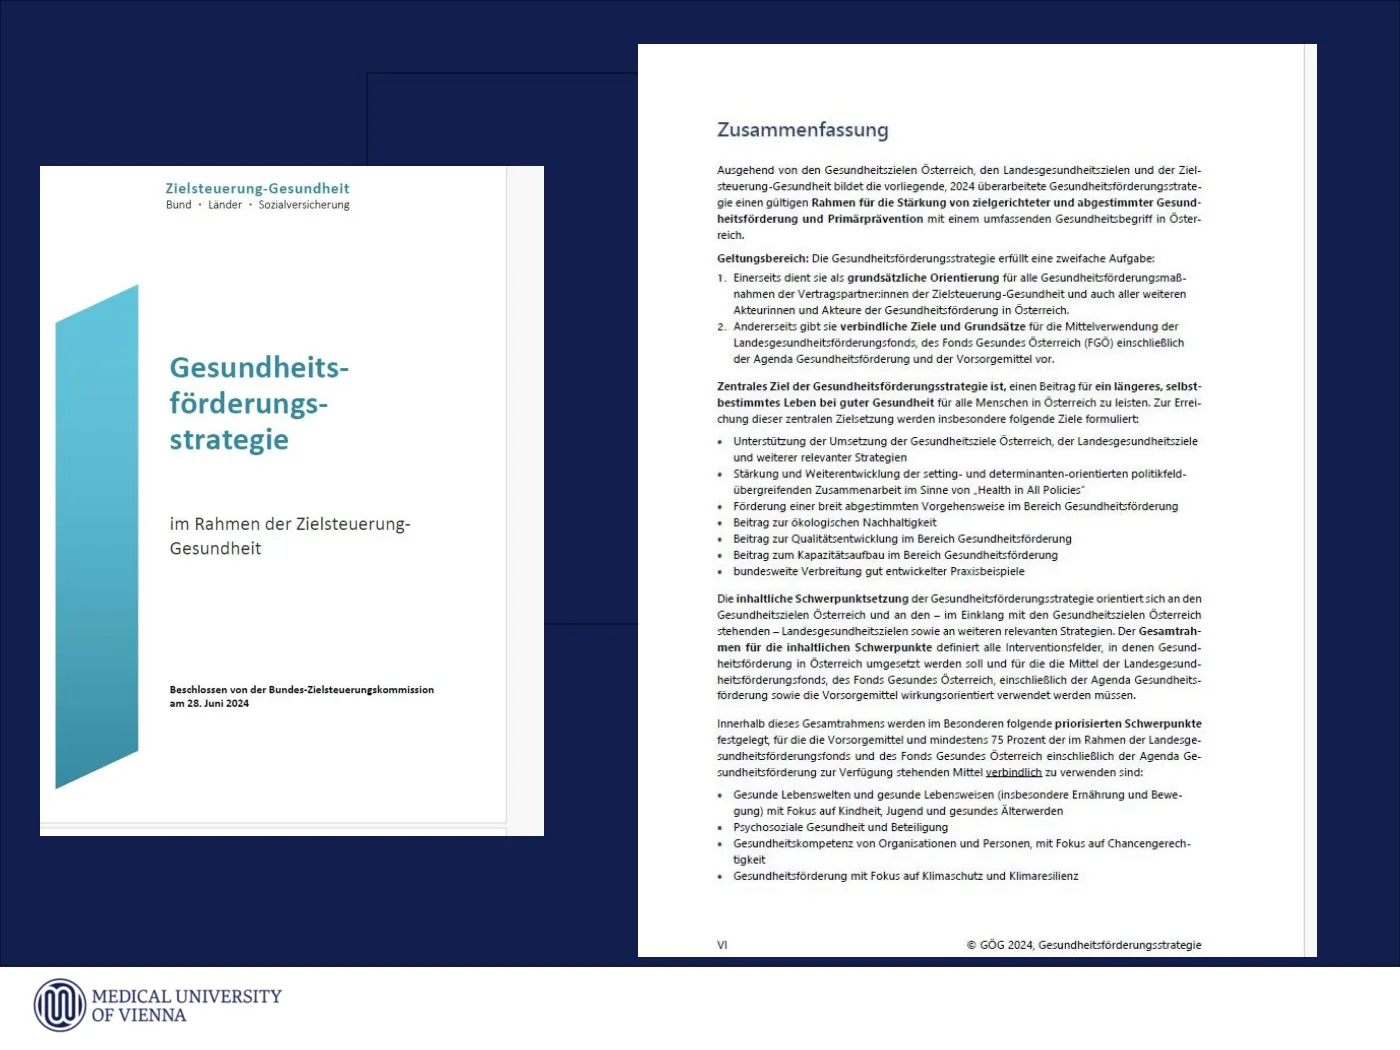 Zielsteuerung-Gesundheit
Bund · Länder · Sozialversicherung
Gesundheits-
förderungs-
strategie
im Rahmen der Zielsteuerung-
Gesundheit
Beschlossen von der Bundes-Zielsteuerungskommission
am 28. Juni 2024
Zusammenfassung
Ausgehend von den Gesundheitszielen Österreich, den Landesgesundheitszielen und der Ziel-
steuerung-Gesundheit bildet die vorliegende, 2024 überarbeitete Gesundheitsförderungsstrate-
gie einen gültigen Rahmen für die Stärkung von zielgerichteter und abgestimmter Gesund-
heitsförderung und Primärprävention mit einem umfassenden Gesundheitsbegriff in Öster-
reich.
Geltungsbereich: Die Gesundheitsförderungsstrategie erfüllt eine zweifache Aufgabe:
1. Einerseits dient sie als grundsätzliche Orientierung für alle Gesundheitsförderungsmaß-
nahmen der Vertragspartner:innen der Zielsteuerung-Gesundheit und auch aller weiteren
Akteurinnen und Akteure der Gesundheitsförderung in Österreich.
2. Andererseits gibt sie verbindliche Ziele und Grundsätze für die Mittelverwendung der
Landesgesundheitsförderungsfonds, des Fonds Gesundes Österreich (FGÖ) einschließlich
der Agenda Gesundheitsförderung und der Vorsorgemittel vor.
Zentrales Ziel der Gesundheitsförderungsstrategie ist, einen Beitrag für ein längeres, selbst-
bestimmtes Leben bei guter Gesundheit für alle Menschen in Österreich zu leisten. Zur Errei-
chung dieser zentralen Zielsetzung werden insbesondere folgende Ziele formuliert:
• Unterstützung der Umsetzung der Gesundheitsziele Österreich, der Landesgesundheitsziele
und weiterer relevanter Strategien
• Stärkung und Weiterentwicklung der setting- und determinanten-orientierten politikfeld-
übergreifenden Zusammenarbeit im Sinne von „Health in All Policies“
• Förderung einer breit abgestimmten Vorgehensweise im Bereich Gesundheitsförderung
• Beitrag zur ökologischen Nachhaltigkeit
• Beitrag zur Qualitätsentwicklung im Bereich Gesundheitsförderung
• Beitrag zum Kapazitätsaufbau im Bereich Gesundheitsförderung
• bundesweite Verbreitung gut entwickelter Praxisbeispiele
Die inhaltliche Schwerpunktsetzung der Gesundheitsförderungsstrategie orientiert sich an den
Gesundheitszielen Österreich und an den – im Einklang mit den Gesundheitszielen Österreich
stehenden – Landesgesundheitszielen sowie an weiteren relevanten Strategien. Der Gesamtrah-
men für die inhaltlichen Schwerpunkte definiert alle Interventionsfelder, in denen Gesund-
heitsförderung in Österreich umgesetzt werden soll und für die die Mittel der Landesgesund-
heitsförderungsfonds, des Fonds Gesundes Österreich, einschließlich der Agenda Gesundheits-
förderung sowie die Vorsorgemittel wirkungsorientiert verwendet werden müssen.
Innerhalb dieses Gesamtrahmens werden im Besonderen folgende priorisierten Schwerpunkte
festgelegt, für die die Vorsorgemittel und mindestens 75 Prozent der im Rahmen der Landesge-
sundheitsförderungsfonds und des Fonds Gesundes Österreich einschließlich der Agenda Ge-
sundheitsförderung zur Verfügung stehenden Mittel verbindlich zu verwenden sind:
• Gesunde Lebenswelten und gesunde Lebensweisen (insbesondere Ernährung und Bewe-
gung) mit Fokus auf Kindheit, Jugend und gesundes Älterwerden
• Psychosoziale Gesundheit und Beteiligung
• Gesundheitskompetenz von Organisationen und Personen, mit Fokus auf Chancengerech-
tigkeit
• Gesundheitsförderung mit Fokus auf Klimaschutz und Klimaresilienz
VI
© GÖG 2024, Gesundheitsförderungsstrategie
MEDICAL UNIVERSITY
OF VIENNA